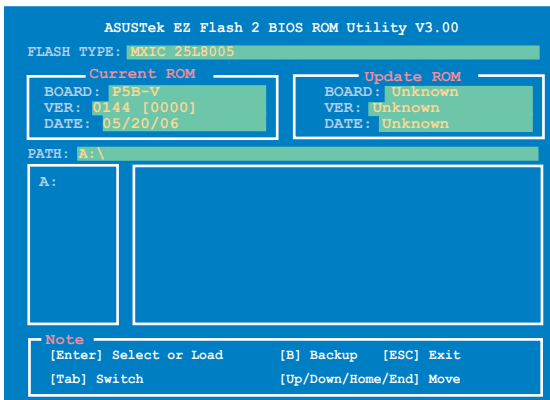 ASUSTek EZ Flash 2 BIOS ROM Utility V3.00
FLASH TYPE: MXIC 25L8005
Current ROM
BOARD: P5B-V
VER: 0144 [0000]
DATE: 05/20/06
Update ROM
BOARD: Unknown
VER: Unknown
DATE: Unknown
PATH: A:\
A:
Note
[Enter] Select or Load [B] Backup [ESC] Exit
[Tab] Switch [Up/Down/Home/End] Move